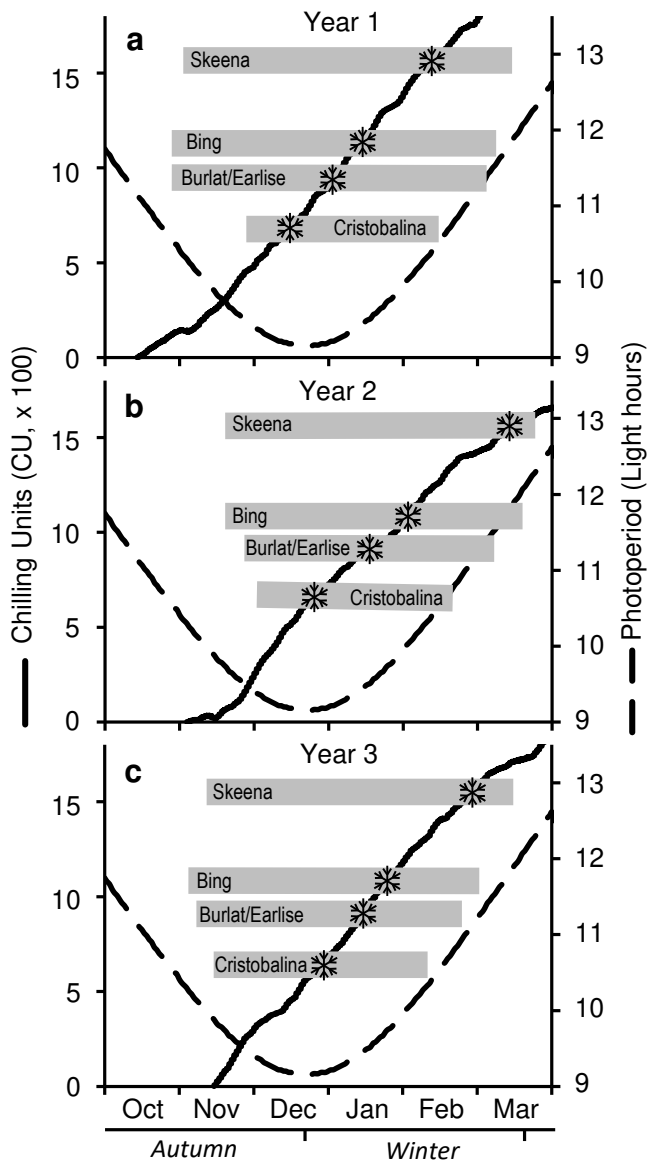 Chilling Units (CU, x 100)
Photoperiod (Light hours)
a
Year 1
Skeena
Bing
Burlat/Earlise
Cristobalina
15
10
5
0
13
12
11
10
9
b
Year 2
Skeena
Bing
Burlat/Earlise
Cristobalina
15
10
5
0
13
12
11
10
9
c
Year 3
Skeena
Bing
Burlat/Earlise
Cristobalina
15
10
5
0
13
12
11
10
9
Oct Nov Dec Jan Feb Mar
Autumn Winter